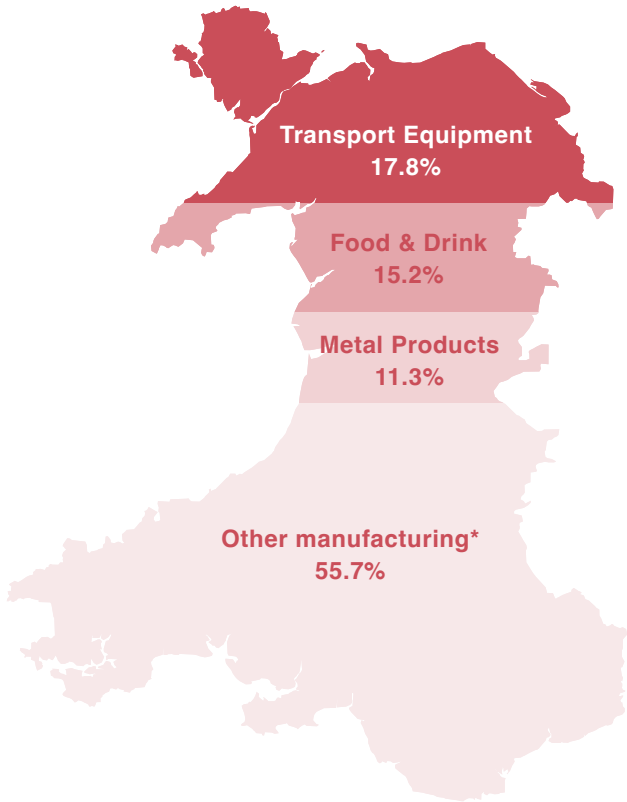 Transport Equipment
17.8%
Food & Drink
15.2%
Metal Products
11.3%
Other manufacturing*
55.7%